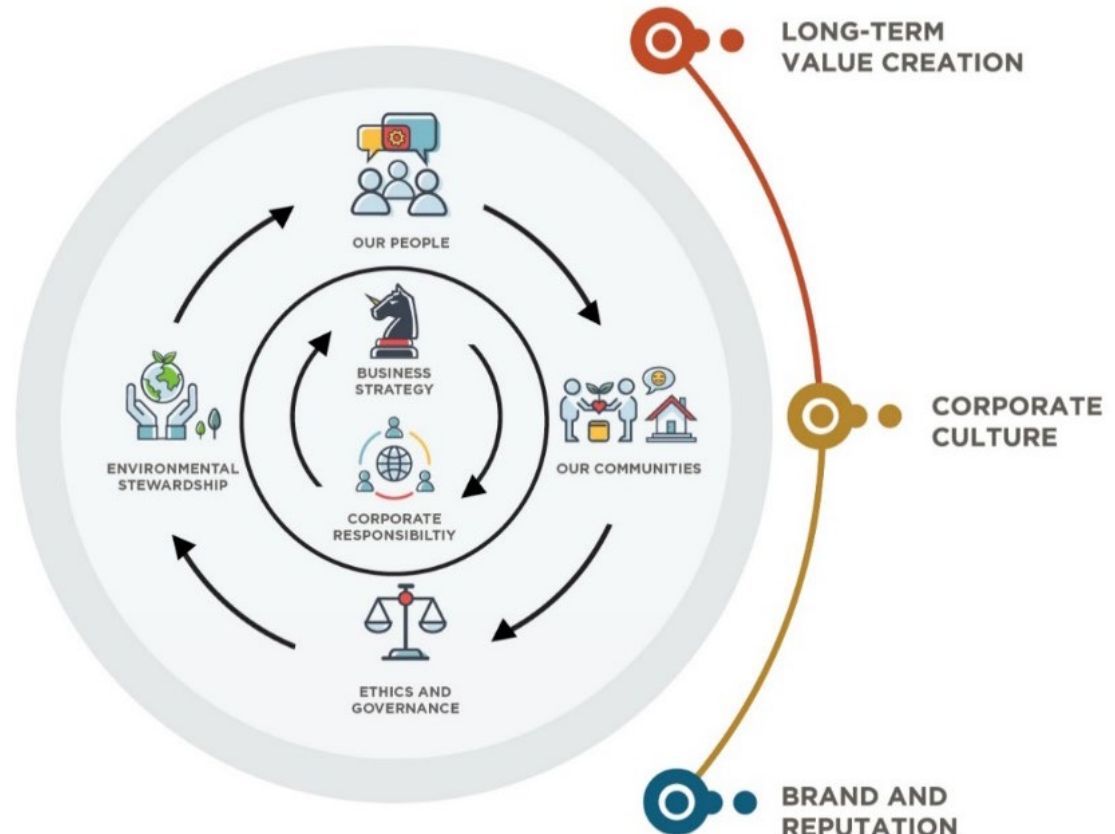 LONG-TERM
VALUE CREATION
OUR PEOPLE
BUSINESS
STRATEGY
ENVIRONMENTAL
STEWARDSHIP
OUR COMMUNITIES
CORPORATE
RESPONSIBILTIY
ETHICS AND
GOVERNANCE
CORPORATE
CULTURE
BRAND AND
REPUTATION